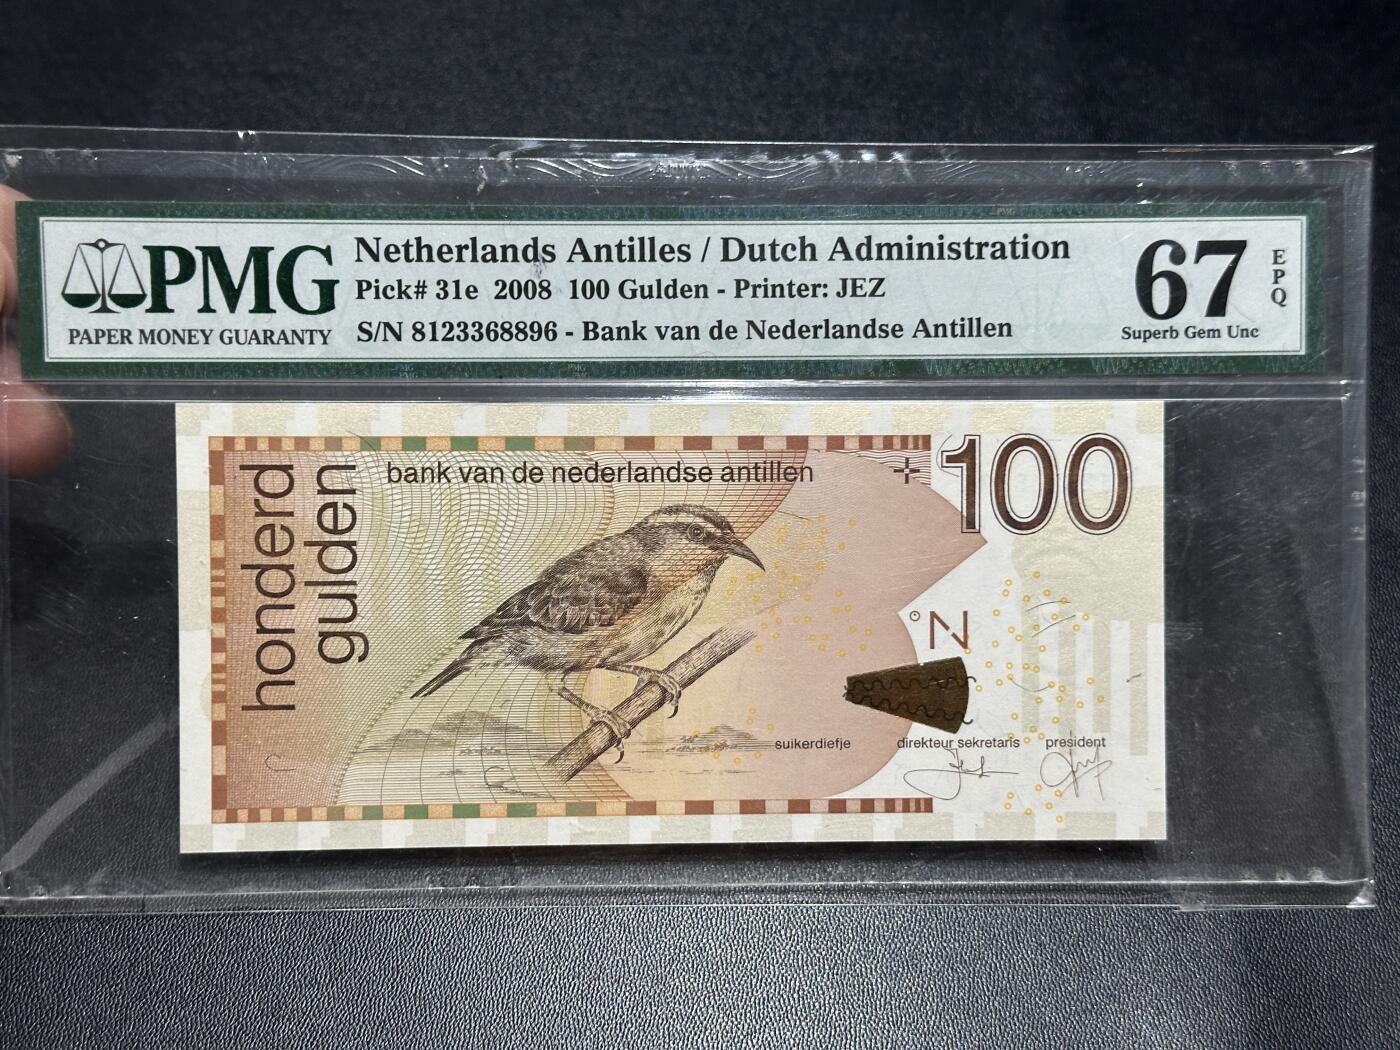 PMG
PAPER MONEY GUARANTY
Netherlands Antilles / Dutch Administration
Pick# 31e 2008 100 Gulden - Printer: JEZ
S/N 8123368896 - Bank van de Nederlandse Antillen
67
EPQ
Superb Gem Unc
honderd
gulden
bank van de nederlandse antillen
100
N
suikerdiefje
direkteur sekretaris
president